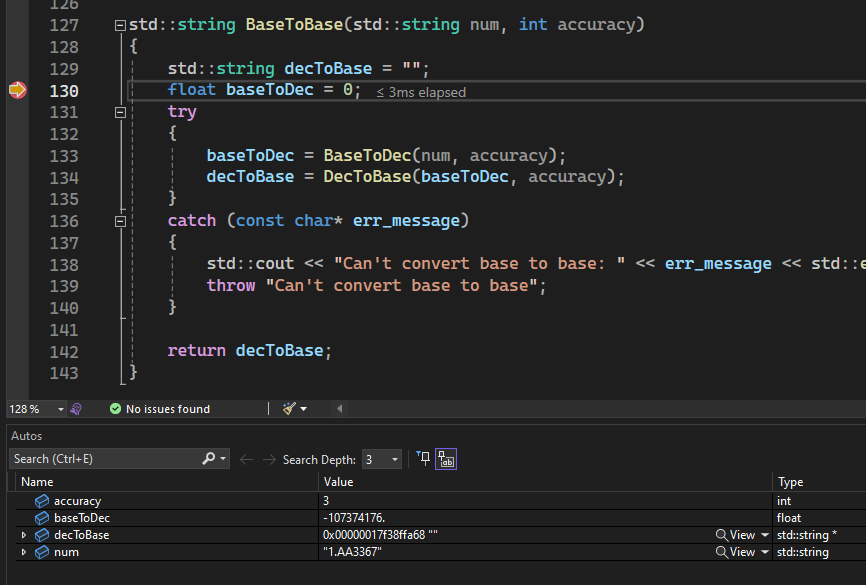 126
127 std::string BaseToBase(std::string num, int accuracy)
128 {
129 std::string decToBase = "";
130 float baseToDec = 0; ≤ 3ms elapsed
131 try
132 {
133 baseToDec = BaseToDec(num, accuracy);
134 decToBase = DecToBase(baseToDec, accuracy);
135 }
136 catch (const char* err_message)
137 {
138 std::cout << "Can't convert base to base: " << err_message << std::e
139 throw "Can't convert base to base";
140 }
141
142 return decToBase;
143 }
128 % No issues found
Autos
Search (Ctrl+E) Search Depth: 3
Name Value Type
accuracy 3 int
baseToDec -107374176. float
decToBase 0x00000017f38ffa68 "" View std::string *
num "1.AA3367" View std::string